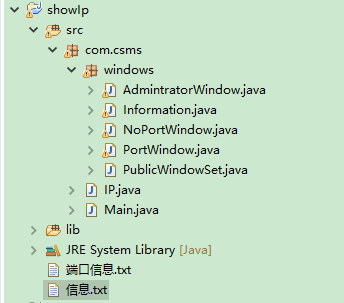 showIp
src
com.csms
windows
AdmintratorWindow.java
Information.java
NoPortWindow.java
PortWindow.java
PublicWindowSet.java
IP.java
Main.java
lib
JRE System Library [Java]
端口信息.txt
信息.txt